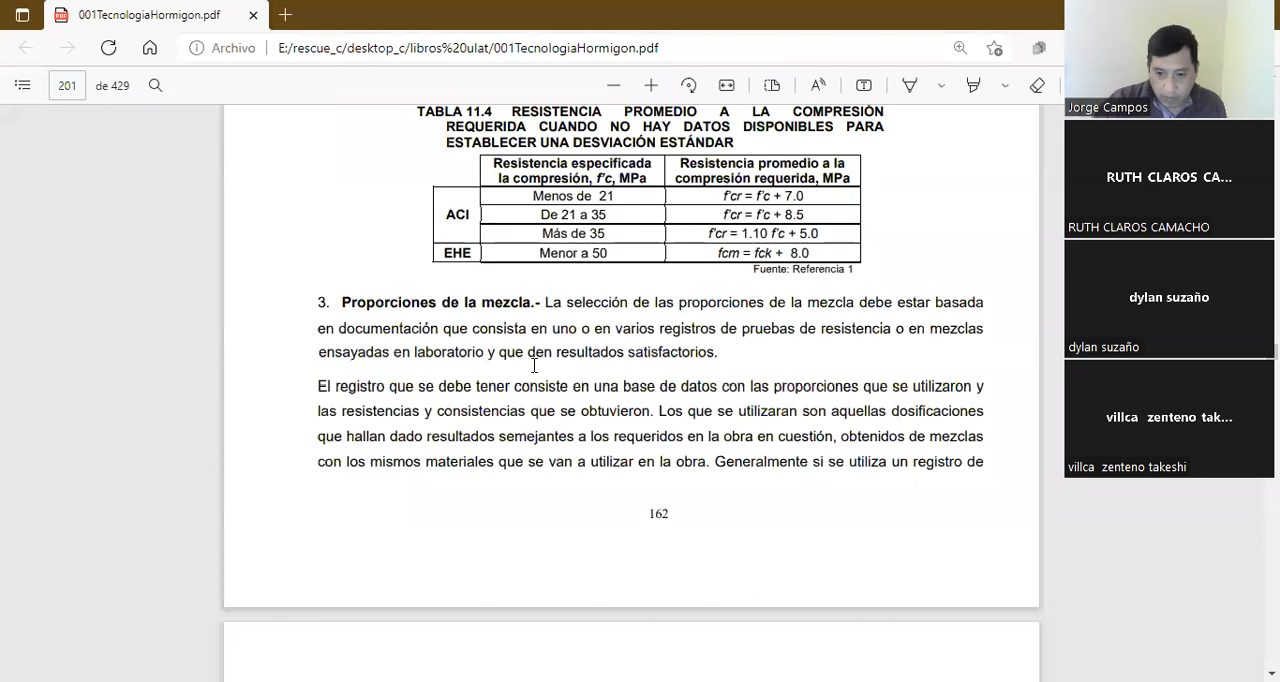 001TecnologiaHormigon.pdf
Archivo
E:/rescue_c/desktop_c/libros%20ulat/001TecnologiaHormigon.pdf
201 de 429
TABLA 11.4 RESISTENCIA PROMEDIO A LA COMPRESIÓN
REQUERIDA CUANDO NO HAY DATOS DISPONIBLES PARA
ESTABLECER UNA DESVIACIÓN ESTÁNDAR
Resistencia especificada la compresión, f'c, MPa
Resistencia promedio a la compresión requerida, MPa
ACI
Menos de 21 f'cr = f'c + 7.0
De 21 a 35 f'cr = f'c + 8.5
Más de 35 f'cr = 1.10 f'c + 5.0
EHE Menor a 50 fcm = fck + 8.0
Fuente: Referencia 1
3. Proporciones de la mezcla.- La selección de las proporciones de la mezcla debe estar basada
en documentación que consista en uno o en varios registros de pruebas de resistencia o en mezclas
ensayadas en laboratorio y que den resultados satisfactorios.
El registro que se debe tener consiste en una base de datos con las proporciones que se utilizaron y
las resistencias y consistencias que se obtuvieron. Los que se utilizaran son aquellas dosificaciones
que hallan dado resultados semejantes a los requeridos en la obra en cuestión, obtenidos de mezclas
con los mismos materiales que se van a utilizar en la obra. Generalmente si se utiliza un registro de
162
Jorge Campos
RUTH CLAROS CA...
RUTH CLAROS CAMACHO
dylan suzaño
dylan suzaño
villca zenteno tak...
villca zenteno takeshi